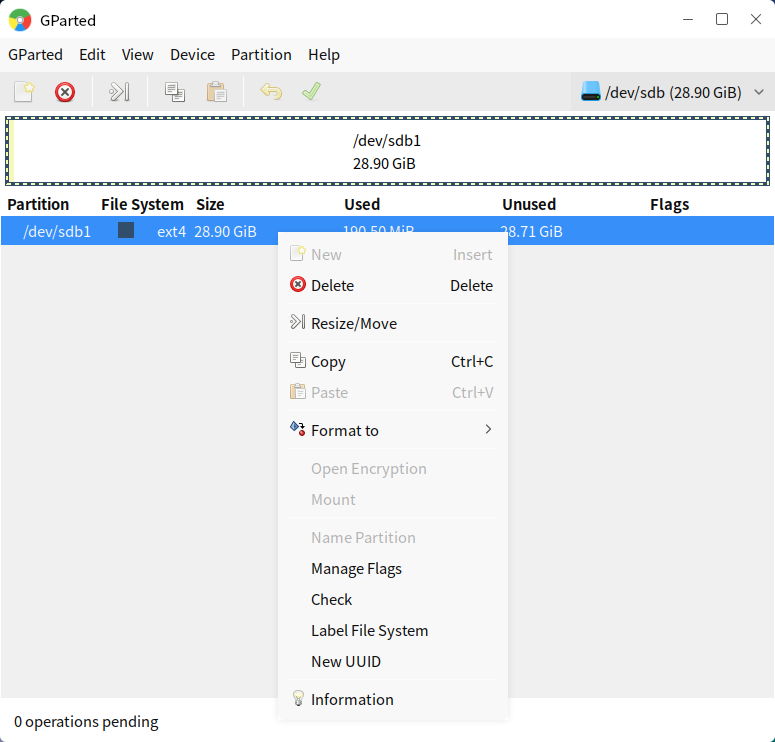 GParted
GParted Edit View Device Partition Help
/dev/sdb (28.90 GiB)
/dev/sdb1
28.90 GiB
Partition File System Size Used Unused Flags
/dev/sdb1 ext4 28.90 GiB 190.50 MiB 28.71 GiB
New Insert
Delete Delete
Resize/Move
Copy Ctrl+C
Paste Ctrl+V
Format to
Open Encryption
Mount
Name Partition
Manage Flags
Check
Label File System
New UUID
Information
0 operations pending